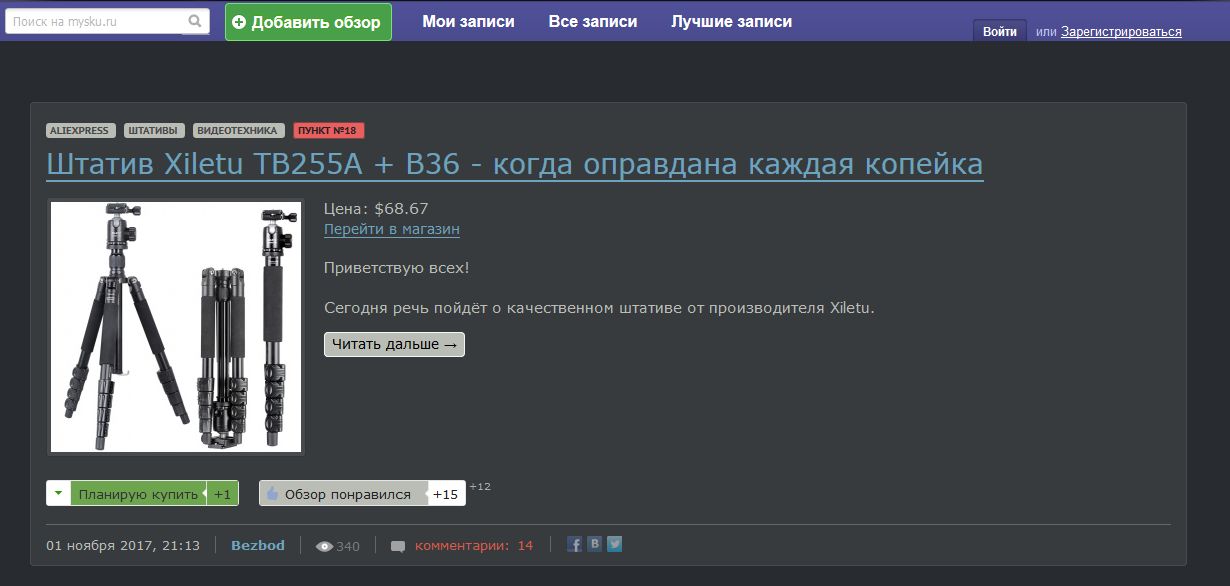 Поиск на mysku.ru
Добавить обзор
Мои записи
Все записи
Лучшие записи
Войти
или Зарегистрироваться
ALIEXPRESS ШТАТИВЫ ВИДЕОТЕХНИКА ПУНКТ №18
Штатив Xiletu TB255A + B36 - когда оправдана каждая копейка
Цена: $68.67
Перейти в магазин
Приветствую всех!
Сегодня речь пойдёт о качественном штативе от производителя Xiletu.
Читать дальше →
Планирую купить +1
Обзор понравился +15 +12
01 ноября 2017, 21:13
Bezbod
340
комментарии: 14
f B